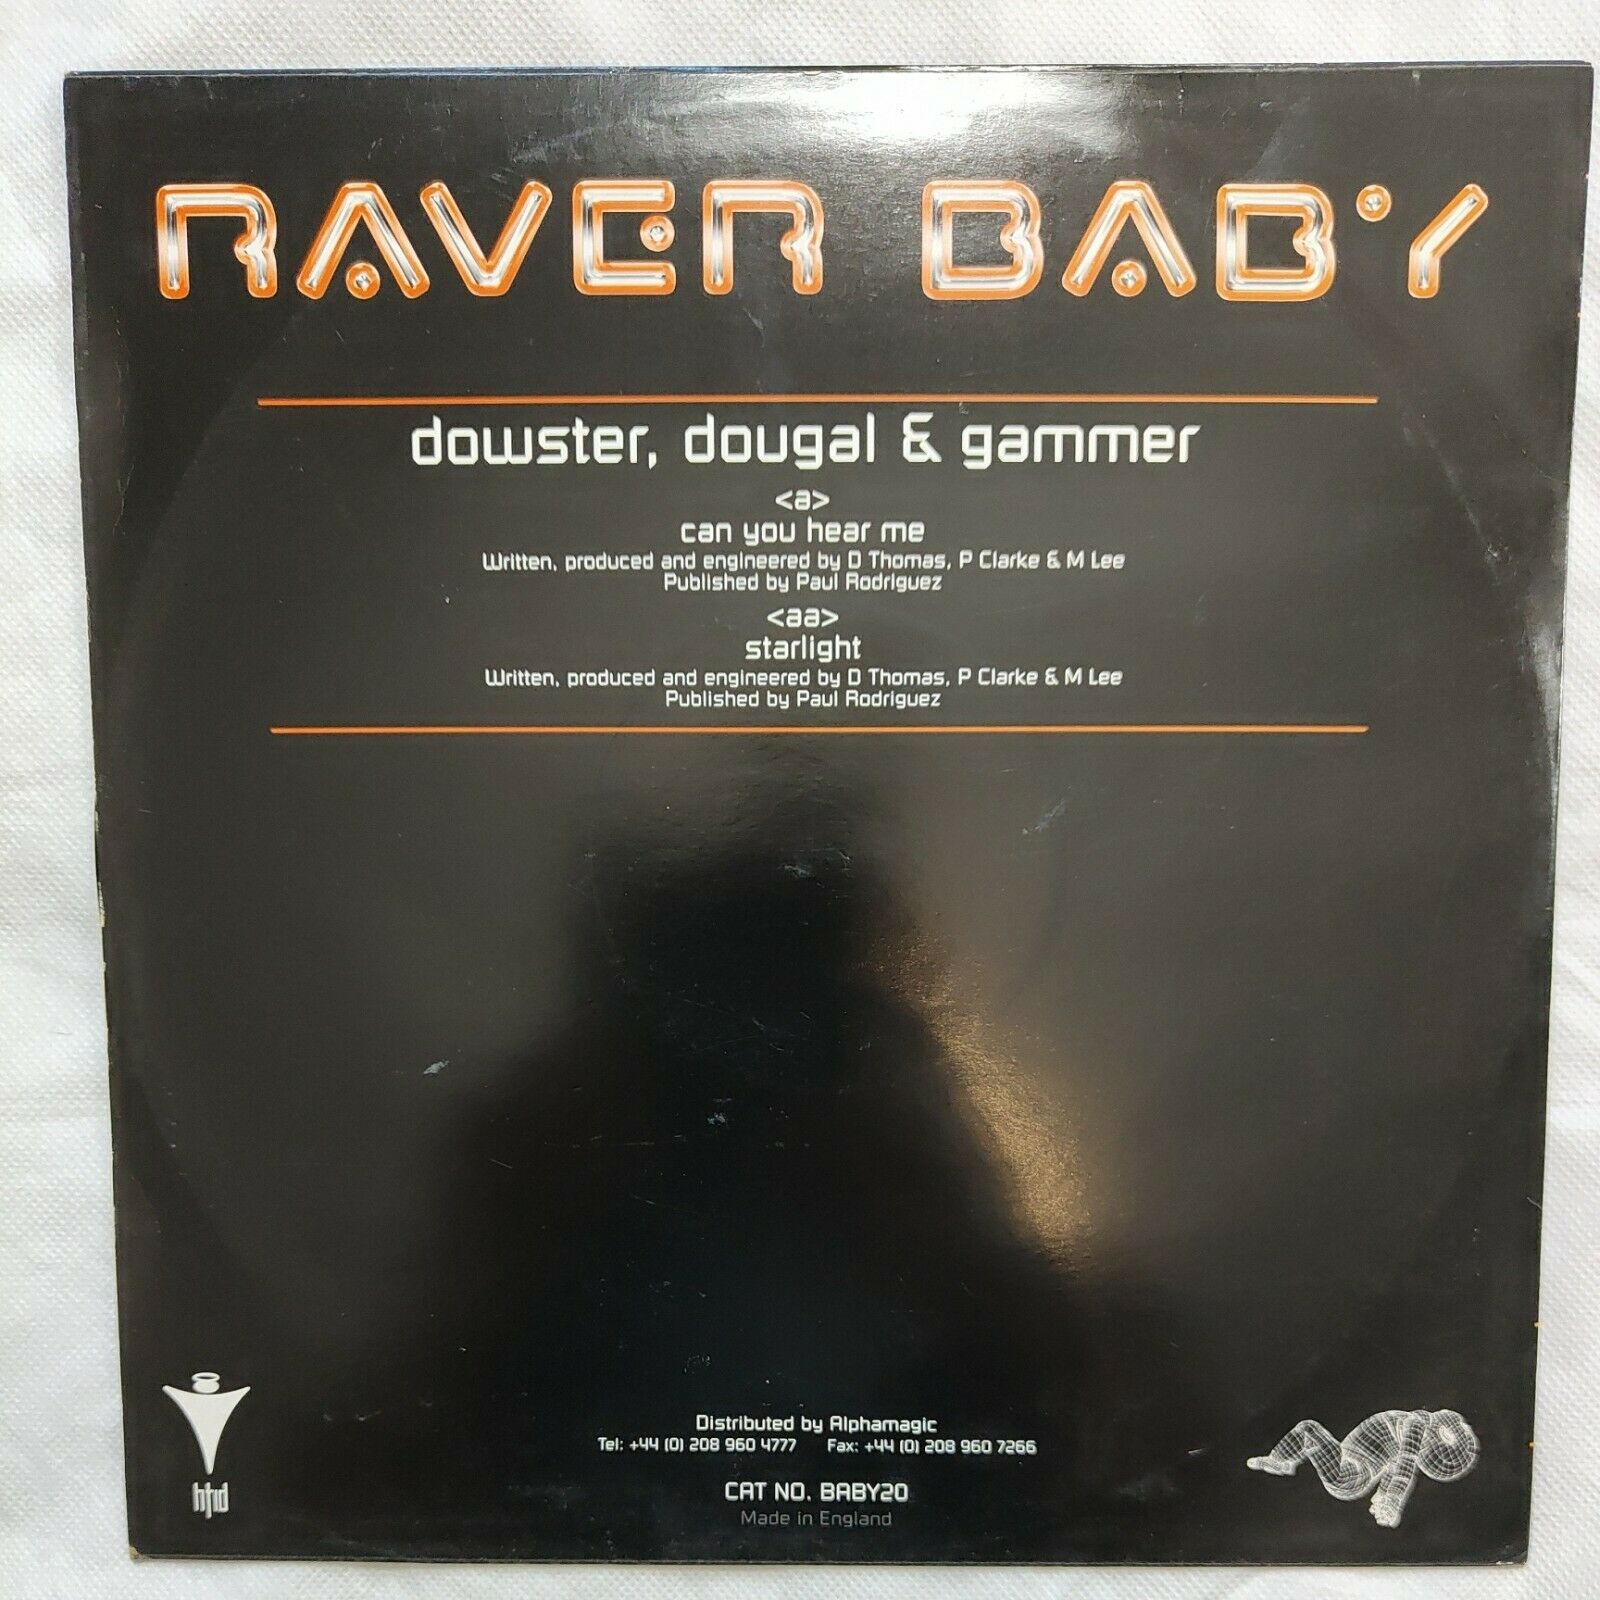 RAVER BABY
dowster, dougal & gammer
<a>
can you hear me
Written, produced and engineered by D Thomas, P Clarke & M Lee
Published by Paul Rodriguez
<aa>
starlight
Written, produced and engineered by D Thomas, P Clarke & M Lee
Published by Paul Rodriguez
Distributed by Alphamagic
Tel: +44 (0) 208 960 4777 Fax: +44 (0) 208 960 7266
CAT NO. BABY20
Made in England
htid